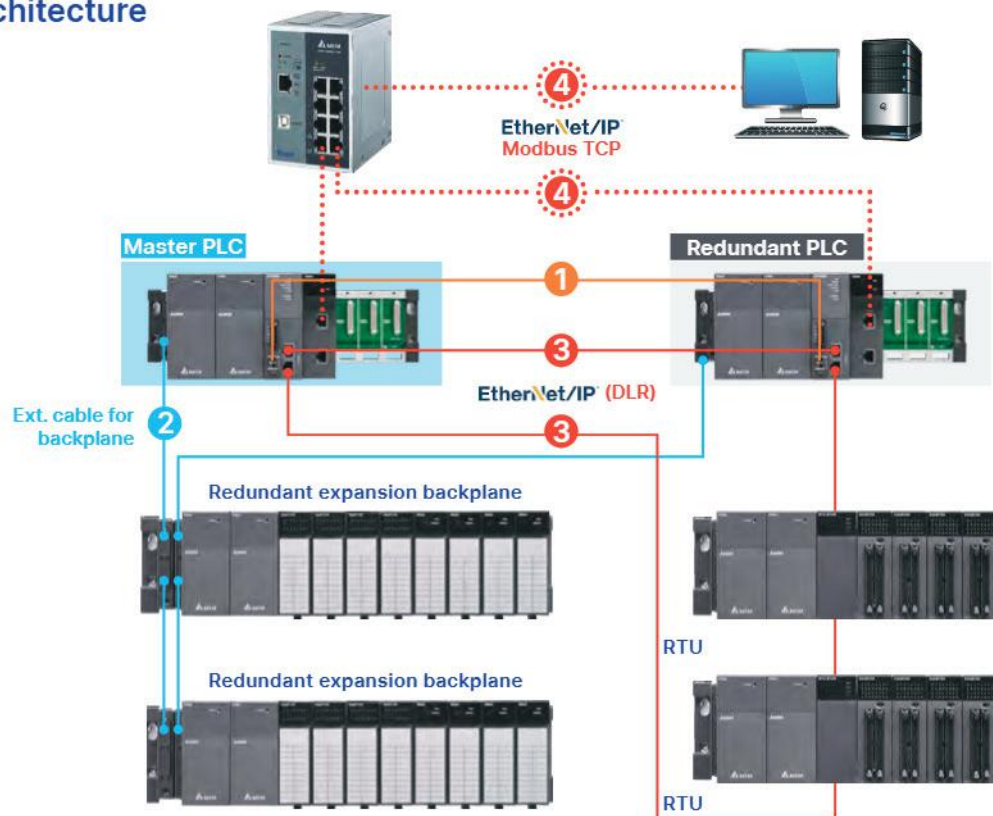 chitecture
4
EtherNet/IP
Modbus TCP
4
Master PLC
Redundant PLC
1
3
EtherNet/IP (DLR)
3
Ext. cable for
backplane
2
Redundant expansion backplane
RTU
Redundant expansion backplane
RTU